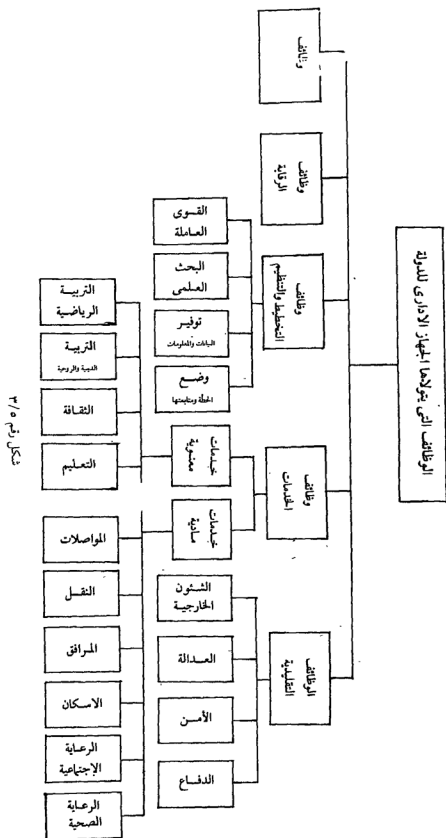 الوظائف التى يتولاها الجهاز الادارى للدولة
الوظائف
التقليدية
وظائف
الخدمات
وظائف
التخطيط والتنظيم
وظائف
الرقابة
وظائف
الدفاع
الأمن
العدالة
الشئون
الخارجية
خدمات
مادية
خدمات
معنوية
وضع
الخطة ومتابعتها
توفير
البيانات والمعلومات
البحث
العلمى
القوى
العاملة
الرعاية
الصحية
الرعاية
الإجتماعية
الاسكان
المرافق
النقل
المواصلات
التعليم
الثقافة
التربية
الدينية والروحية
التربية
الرياضية
شكل رقم ٣/٥